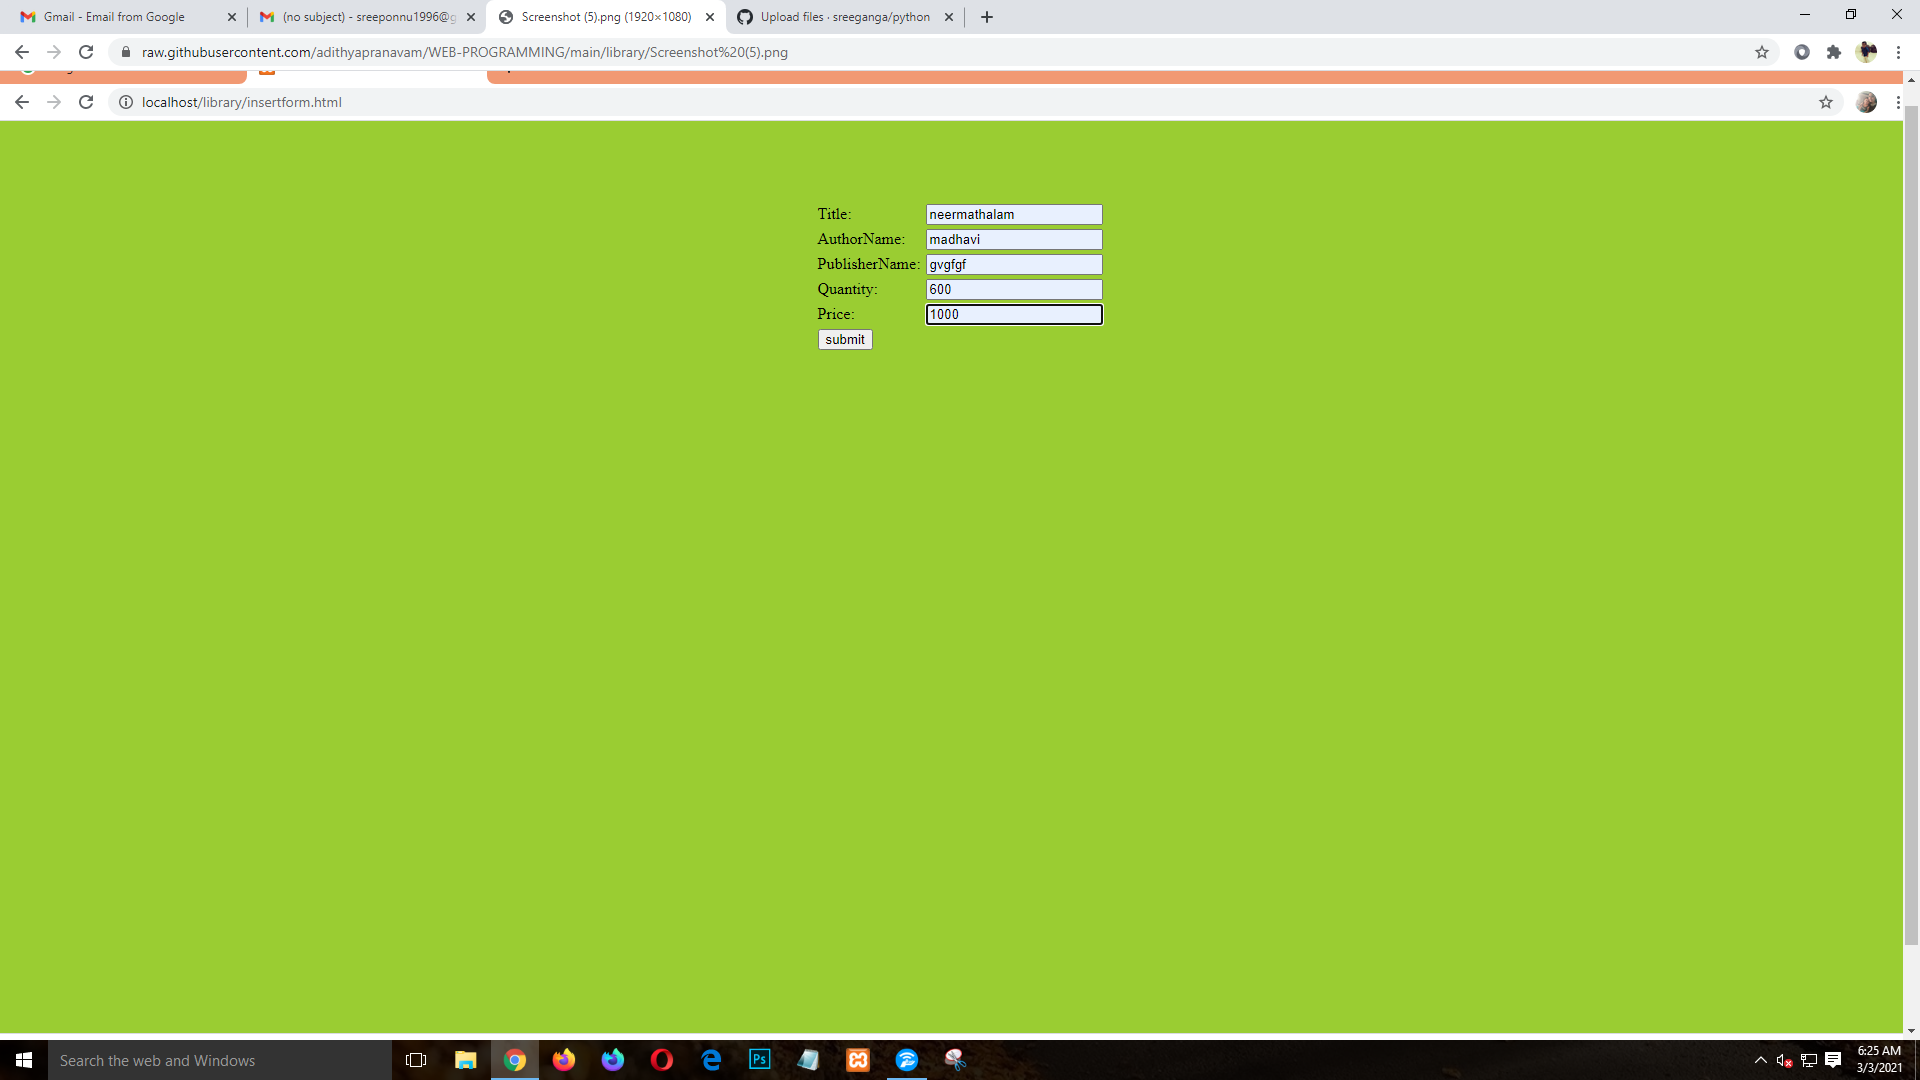 Gmail - Email from Google
(no subject) - sreeponnu1996@g
Screenshot (5).png (1920×1080)
Upload files · sreeganga/python
raw.githubusercontent.com/adithyapranavam/WEB-PROGRAMMING/main/library/Screenshot%20(5).png
localhost/library/insertform.html
Title: neermathalam
AuthorName: madhavi
PublisherName: gvgfgf
Quantity: 600
Price: 1000
submit
Search the web and Windows
Ps
6:25 AM
3/3/2021